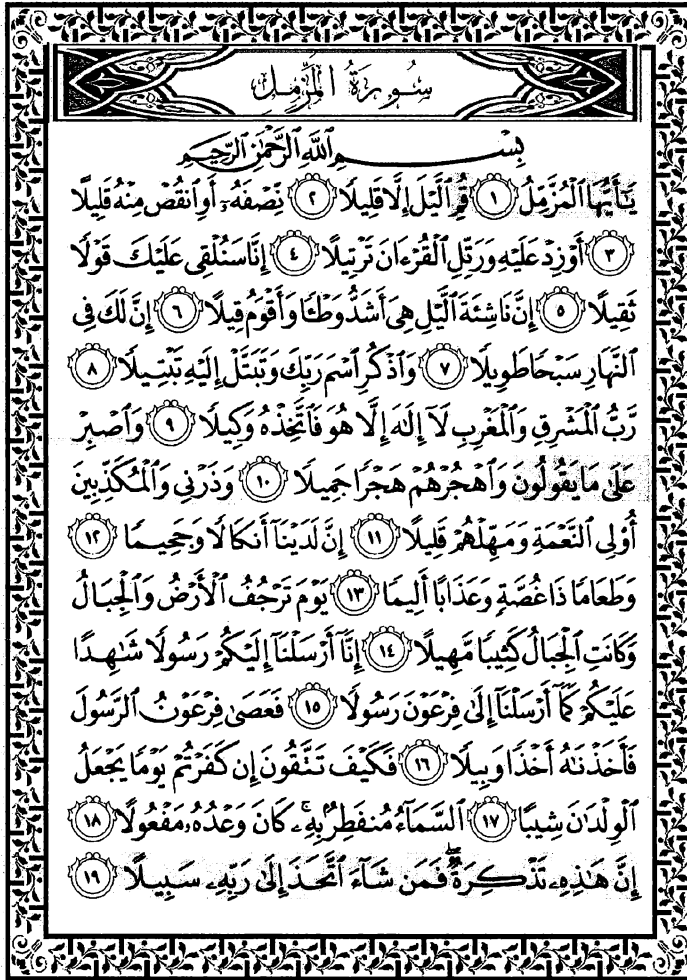 سُورَةُ الْمُزَّمِّلِ
بِسْمِ ٱللَّهِ ٱلرَّحْمَٰنِ ٱلرَّحِيمِ
يَٰٓأَيُّهَا ٱلْمُزَّمِّلُ ١ قُمِ ٱلَّيْلَ إِلَّا قَلِيلًا ٢ نِّصْفَهُۥٓ أَوِ ٱنقُصْ مِنْهُ قَلِيلًا
٣ أَوْ زِدْ عَلَيْهِ وَرَتِّلِ ٱلْقُرْءَانَ تَرْتِيلًا ٤ إِنَّا سَنُلْقِى عَلَيْكَ قَوْلًا
ثَقِيلًا ٥ إِنَّ نَاشِئَةَ ٱلَّيْلِ هِىَ أَشَدُّ وَطْـًٔا وَأَقْوَمُ قِيلًا ٦ إِنَّ لَكَ فِى
ٱلنَّهَارِ سَبْحًا طَوِيلًا ٧ وَٱذْكُرِ ٱسْمَ رَبِّكَ وَتَبَتَّلْ إِلَيْهِ تَبْتِيلًا ٨
رَّبُّ ٱلْمَشْرِقِ وَٱلْمَغْرِبِ لَآ إِلَٰهَ إِلَّا هُوَ فَٱتَّخِذْهُ وَكِيلًا ٩ وَٱصْبِرْ
عَلَىٰ مَا يَقُولُونَ وَٱهْجُرْهُمْ هَجْرًا جَمِيلًا ١٠ وَذَرْنِى وَٱلْمُكَذِّبِينَ
أُو۟لِى ٱلنَّعْمَةِ وَمَهِّلْهُمْ قَلِيلًا ١١ إِنَّ لَدَيْنَآ أَنكَالًا وَجَحِيمًا ١٢
وَطَعَامًا ذَا غُصَّةٍ وَعَذَابًا أَلِيمًا ١٣ يَوْمَ تَرْجُفُ ٱلْأَرْضُ وَٱلْجِبَالُ
وَكَانَتِ ٱلْجِبَالُ كَثِيبًا مَّهِيلًا ١٤ إِنَّآ أَرْسَلْنَآ إِلَيْكُمْ رَسُولًا شَٰهِدًا
عَلَيْكُمْ كَمَآ أَرْسَلْنَآ إِلَىٰ فِرْعَوْنَ رَسُولًا ١٥ فَعَصَىٰ فِرْعَوْنُ ٱلرَّسُولَ
فَأَخَذْنَٰهُ أَخْذًا وَبِيلًا ١٦ فَكَيْفَ تَتَّقُونَ إِن كَفَرْتُمْ يَوْمًا يَجْعَلُ
ٱلْوِلْدَٰنَ شِيبًا ١٧ ٱلسَّمَآءُ مُنفَطِرٌۢ بِهِۦ ۚ كَانَ وَعْدُهُۥ مَفْعُولًا ١٨
إِنَّ هَٰذِهِۦ تَذْكِرَةٌ ۖ فَمَن شَآءَ ٱتَّخَذَ إِلَىٰ رَبِّهِۦ سَبِيلًا ١٩